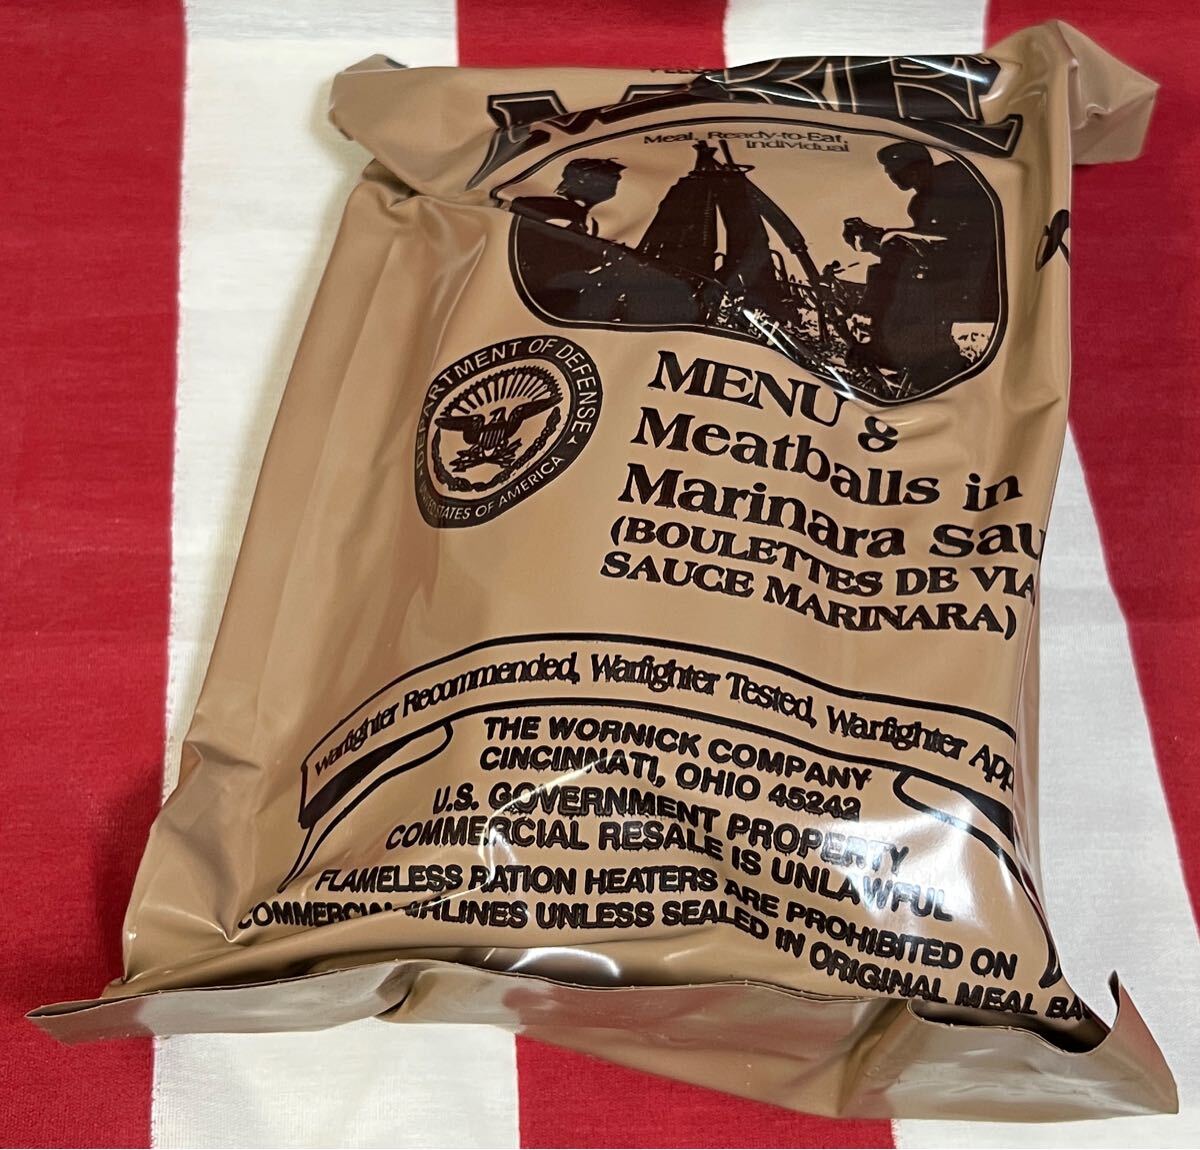 MRE
Meal, Ready-to-Eat,
Individual
DEPARTMENT OF DEFENSE
UNITED STATES OF AMERICA
MENU 8
Meatballs in
Marinara sau
(BOULETTES DE VIA
SAUCE MARINARA)
Warfighter Recommended, Warfighter Tested, Warfighter App
THE WORNICK COMPANY
CINCINNATI, OHIO 45242
U.S. GOVERNMENT PROPERTY
COMMERCIAL RESALE IS UNLAWFUL
FLAMELESS RATION HEATERS ARE PROHIBITED ON
COMMERCIAL AIRLINES UNLESS SEALED IN ORIGINAL MEAL BA